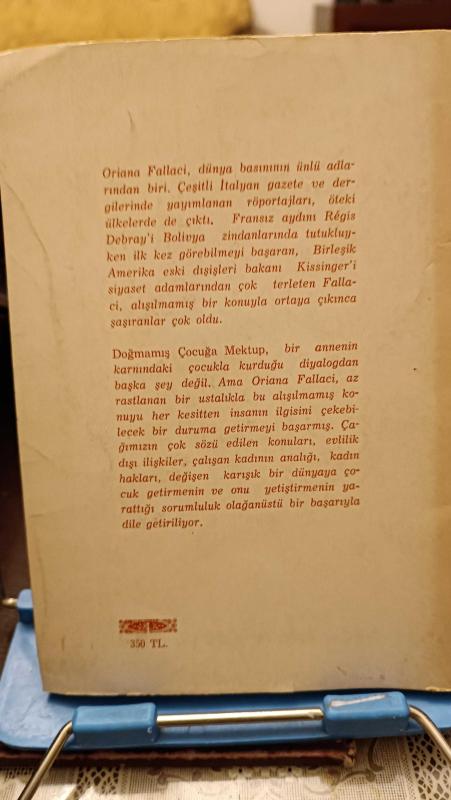 Oriana Fallaci, dünya basınının ünlü adla-
rından biri. Çeşitli İtalyan gazete ve der-
gilerinde yayımlanan röportajları, öteki
ülkelerde de çıktı. Fransız aydını Régis
Debray'i Bolivya zindanlarında tutukluy-
ken ilk kez görebilmeyi başaran, Birleşik
Amerika eski dışişleri bakanı Kissinger'i
siyaset adamlarından çok terleten Falla-
ci, alışılmamış bir konuyla ortaya çıkınca
şaşıranlar çok oldu.
Doğmamış Çocuğa Mektup, bir annenin
karnındaki çocukla kurduğu diyalogdan
başka şey değil. Ama Oriana Fallaci, az
rastlanan bir ustalıkla bu alışılmamış ko-
nuyu her kesitten insanın ilgisini çekebi-
lecek bir duruma getirmeyi başarmış. Ça-
ğımızın çok sözü edilen konuları, evlilik
dışı ilişkiler, çalışan kadının analığı, kadın
hakları, değişen karışık bir dünyaya ço-
cuk getirmenin ve onu yetiştirmenin ya-
rattığı sorumluluk olağanüstü bir başarıyla
dile getiriliyor.
350 TL.